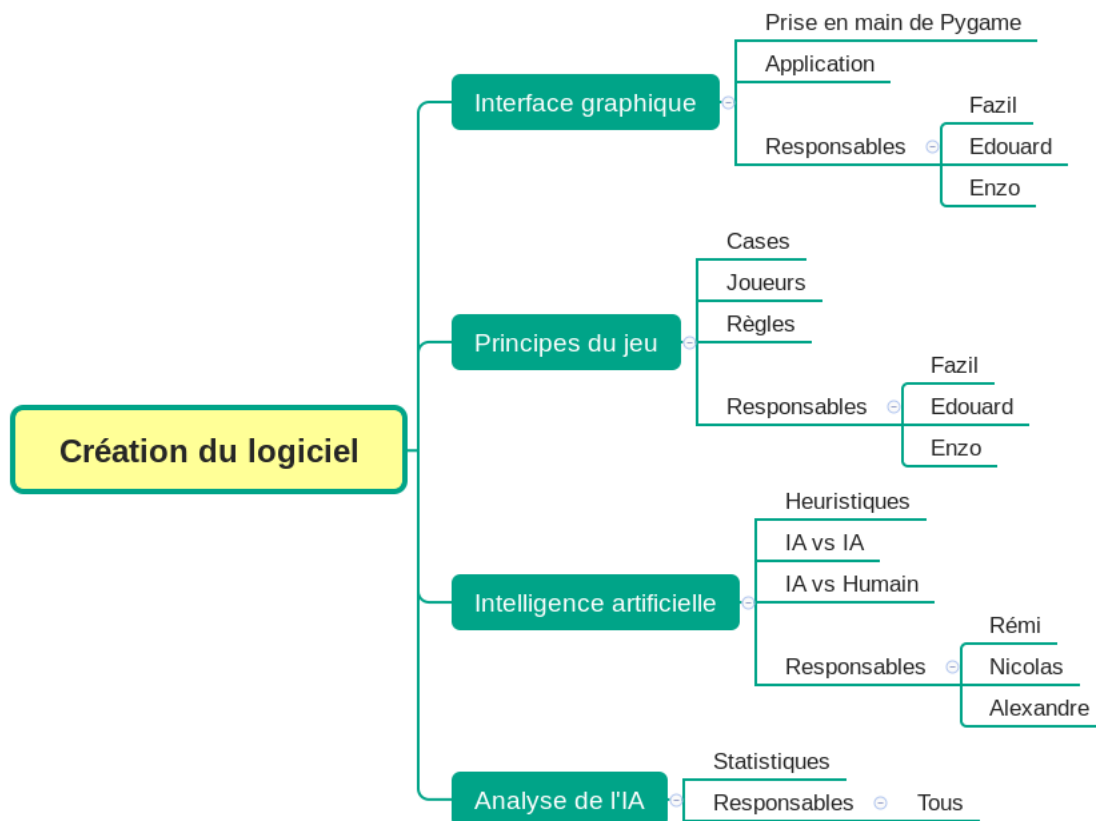 Création du logiciel
Interface graphique
Prise en main de Pygame
Application
Responsables
Fazil
Edouard
Enzo
Principes du jeu
Cases
Joueurs
Règles
Responsables
Fazil
Edouard
Enzo
Intelligence artificielle
Heuristiques
IA vs IA
IA vs Humain
Responsables
Rémi
Nicolas
Alexandre
Analyse de l'IA
Statistiques
Responsables
Tous